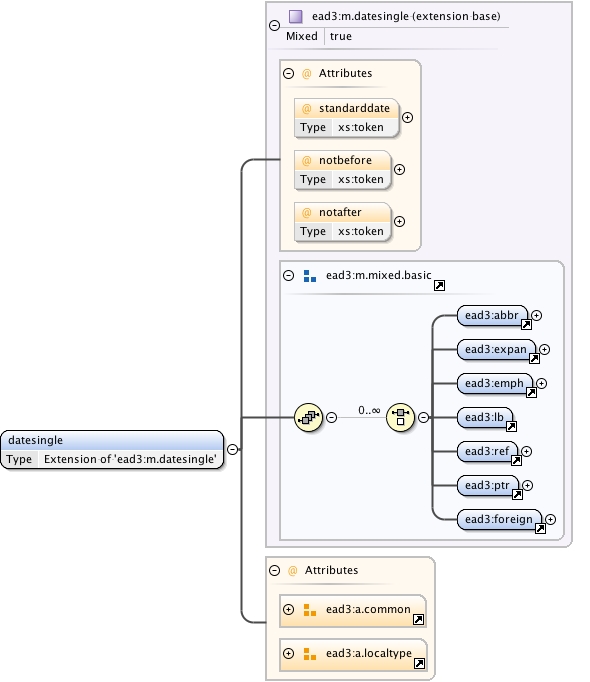 ead3:m.datesingle (extension base)
Mixed true
@ Attributes
@ standarddate
Type xs:token
@ notbefore
Type xs:token
@ notafter
Type xs:token
ead3:m.mixed.basic
ead3:abbr
ead3:expan
ead3:emph
0..∞
ead3:lb
datesingle
Type Extension of 'ead3:m.datesingle'
ead3:ref
ead3:ptr
ead3:foreign
@ Attributes
ead3:a.common
ead3:a.localtype